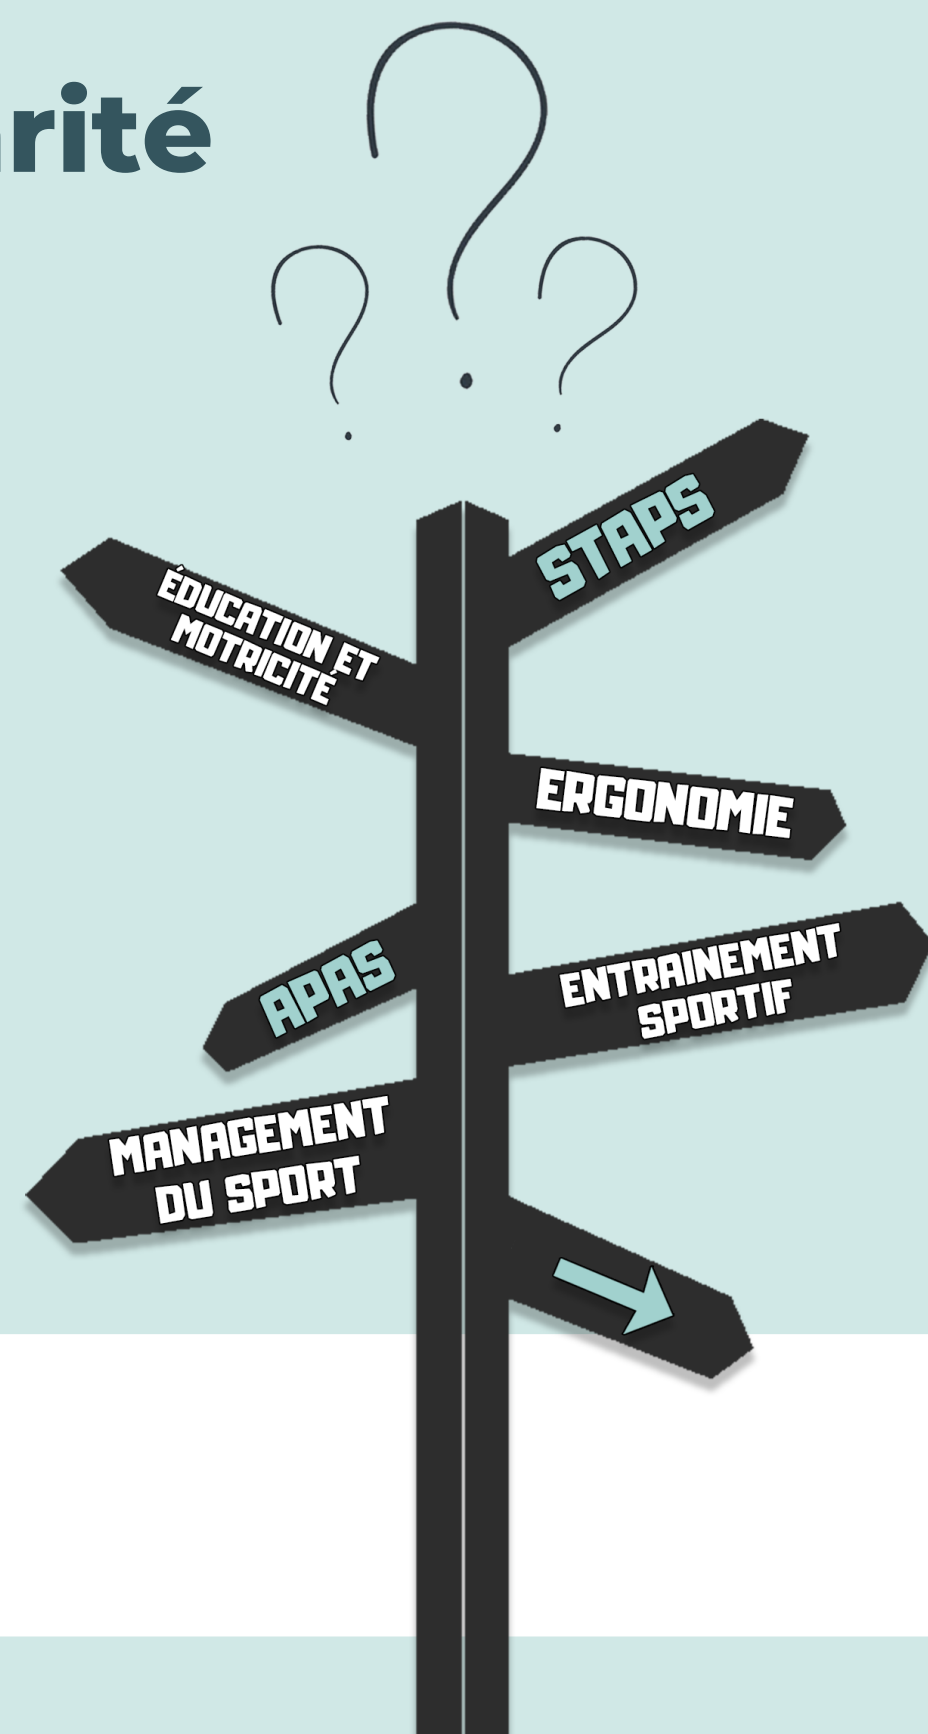 rité
STAPS
ÉDUCATION ET
MOTRICITÉ
ERGONOMIE
APAS
ENTRAINEMENT
SPORTIF
MANAGEMENT
DU SPORT